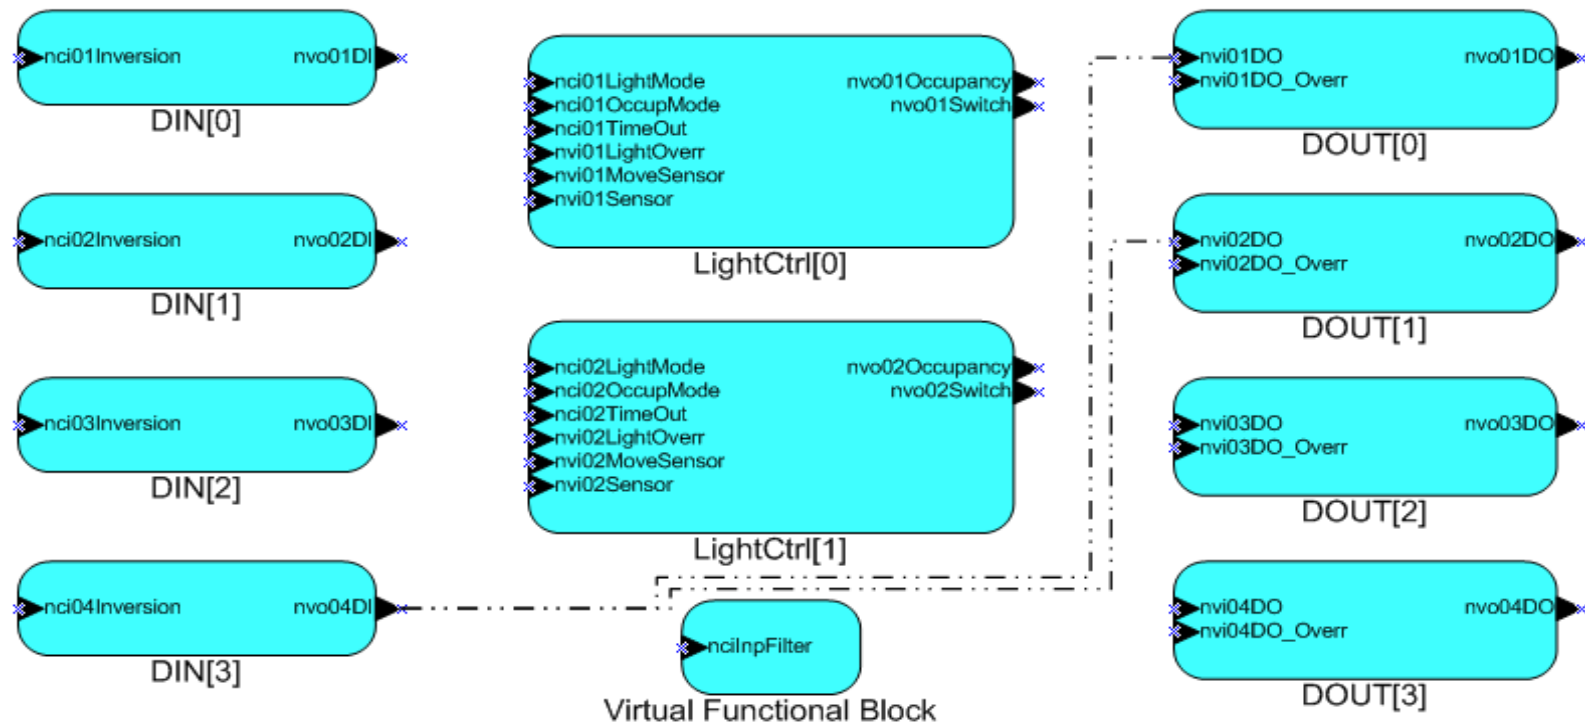 nci01Inversion nvo01DI
DIN[0]
nci02Inversion nvo02DI
DIN[1]
nci03Inversion nvo03DI
DIN[2]
nci04Inversion nvo04DI
DIN[3]
nci01LightMode nvo01Occupancy
nci01OccupMode nvo01Switch
nci01TimeOut
nvi01LightOverr
nvi01MoveSensor
nvi01Sensor
LightCtrl[0]
nci02LightMode nvo02Occupancy
nci02OccupMode nvo02Switch
nci02TimeOut
nvi02LightOverr
nvi02MoveSensor
nvi02Sensor
LightCtrl[1]
nciInpFilter
Virtual Functional Block
nvi01DO nvo01DO
nvi01DO_Overr
DOUT[0]
nvi02DO nvo02DO
nvi02DO_Overr
DOUT[1]
nvi03DO nvo03DO
nvi03DO_Overr
DOUT[2]
nvi04DO nvo04DO
nvi04DO_Overr
DOUT[3]